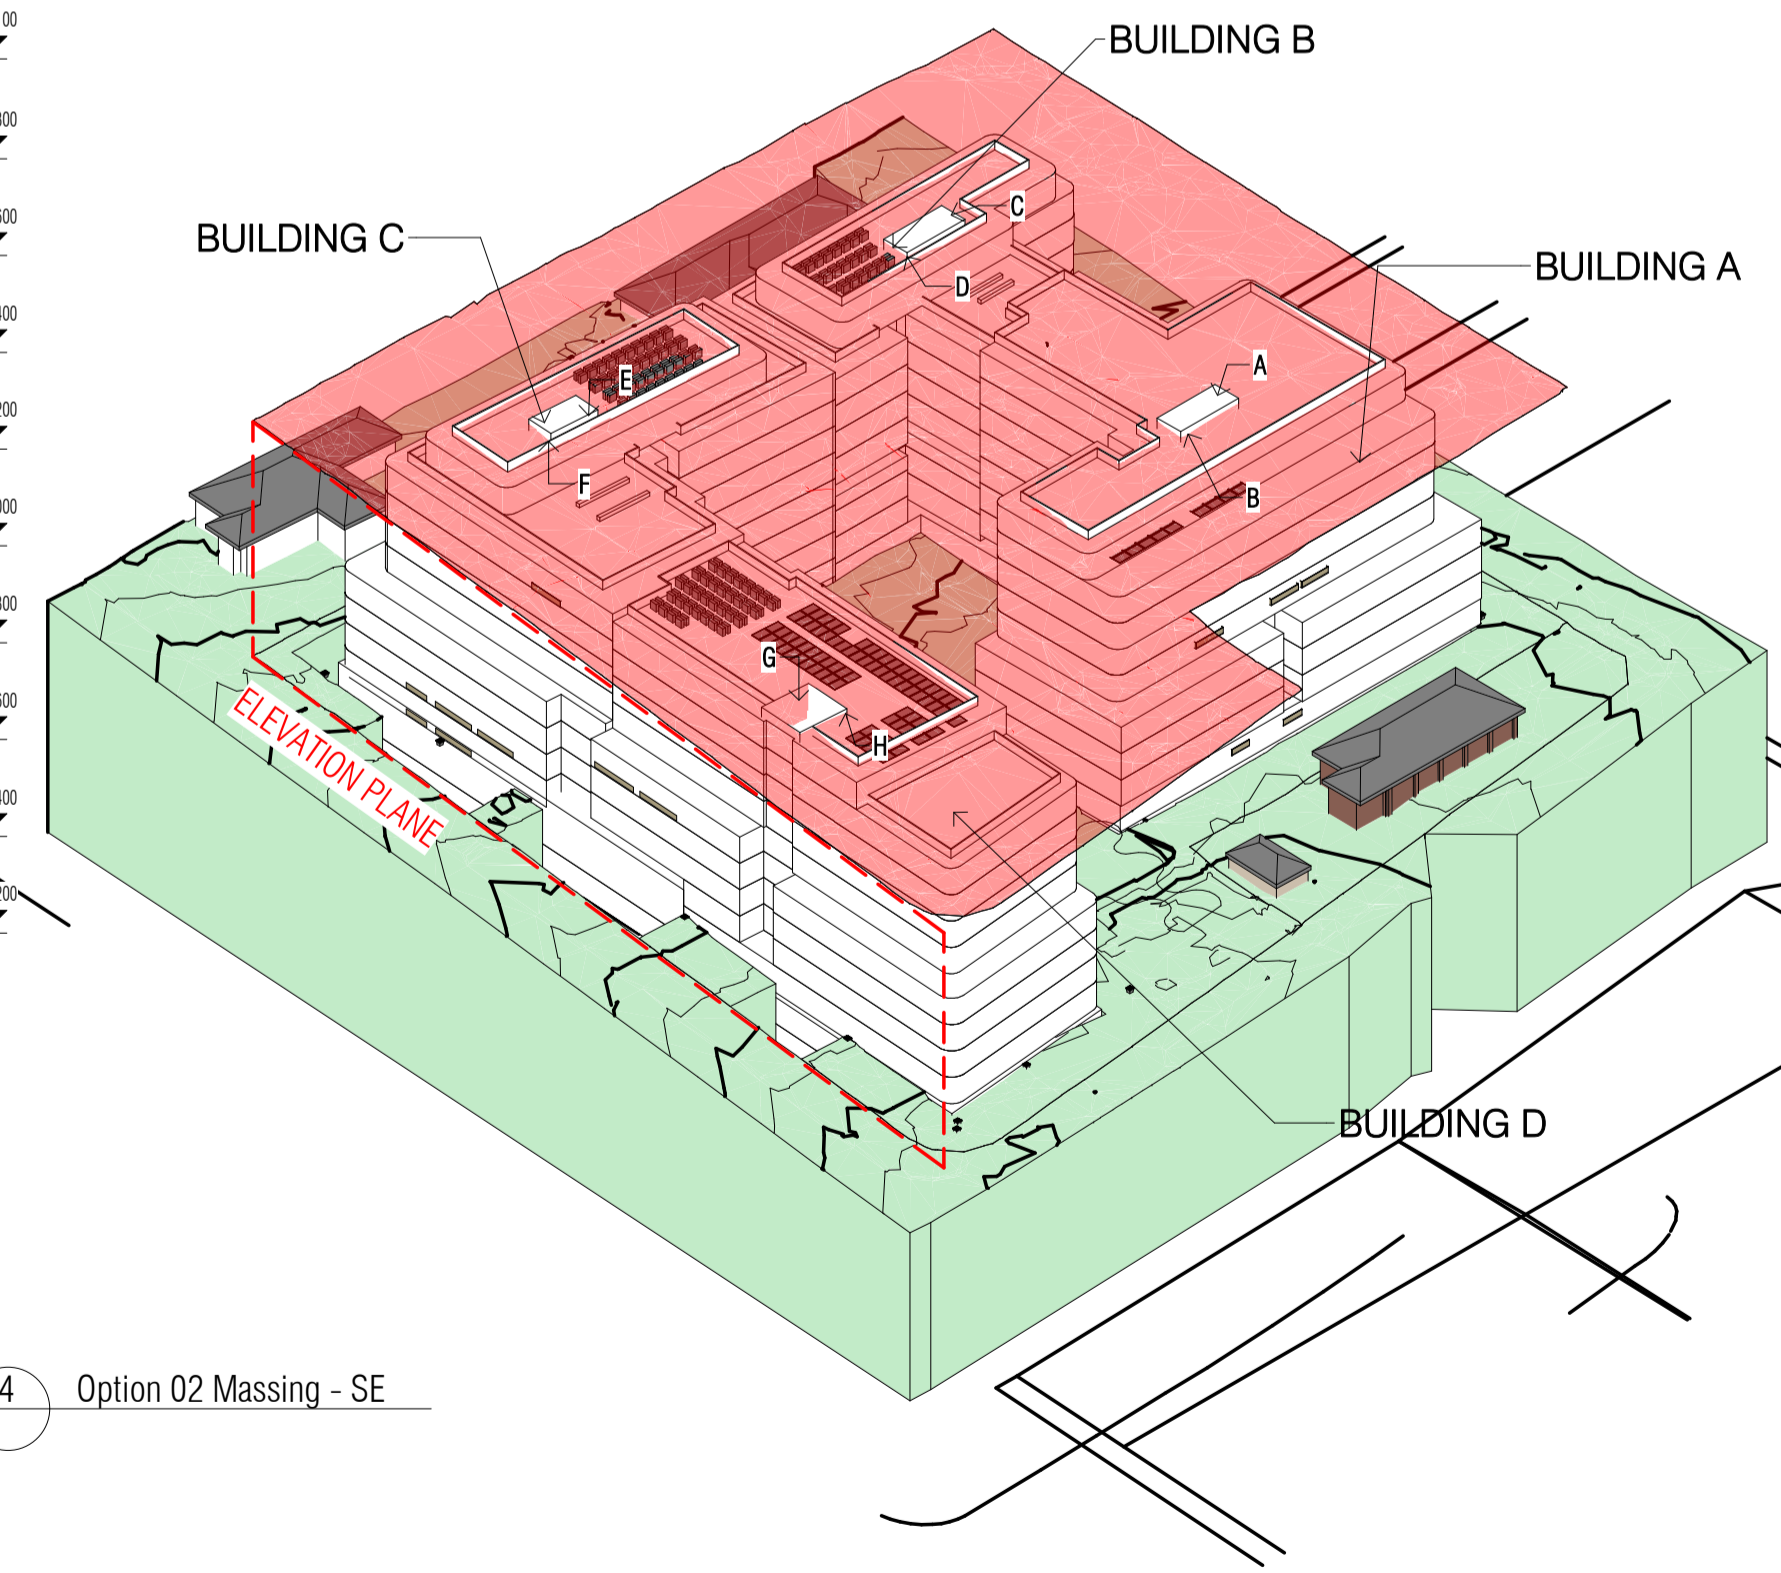 BUILDING B
BUILDING C
BUILDING A
C
D
A
E
B
F
G
H
ELEVATION PLANE
BUILDING D
4
Option 02 Massing - SE